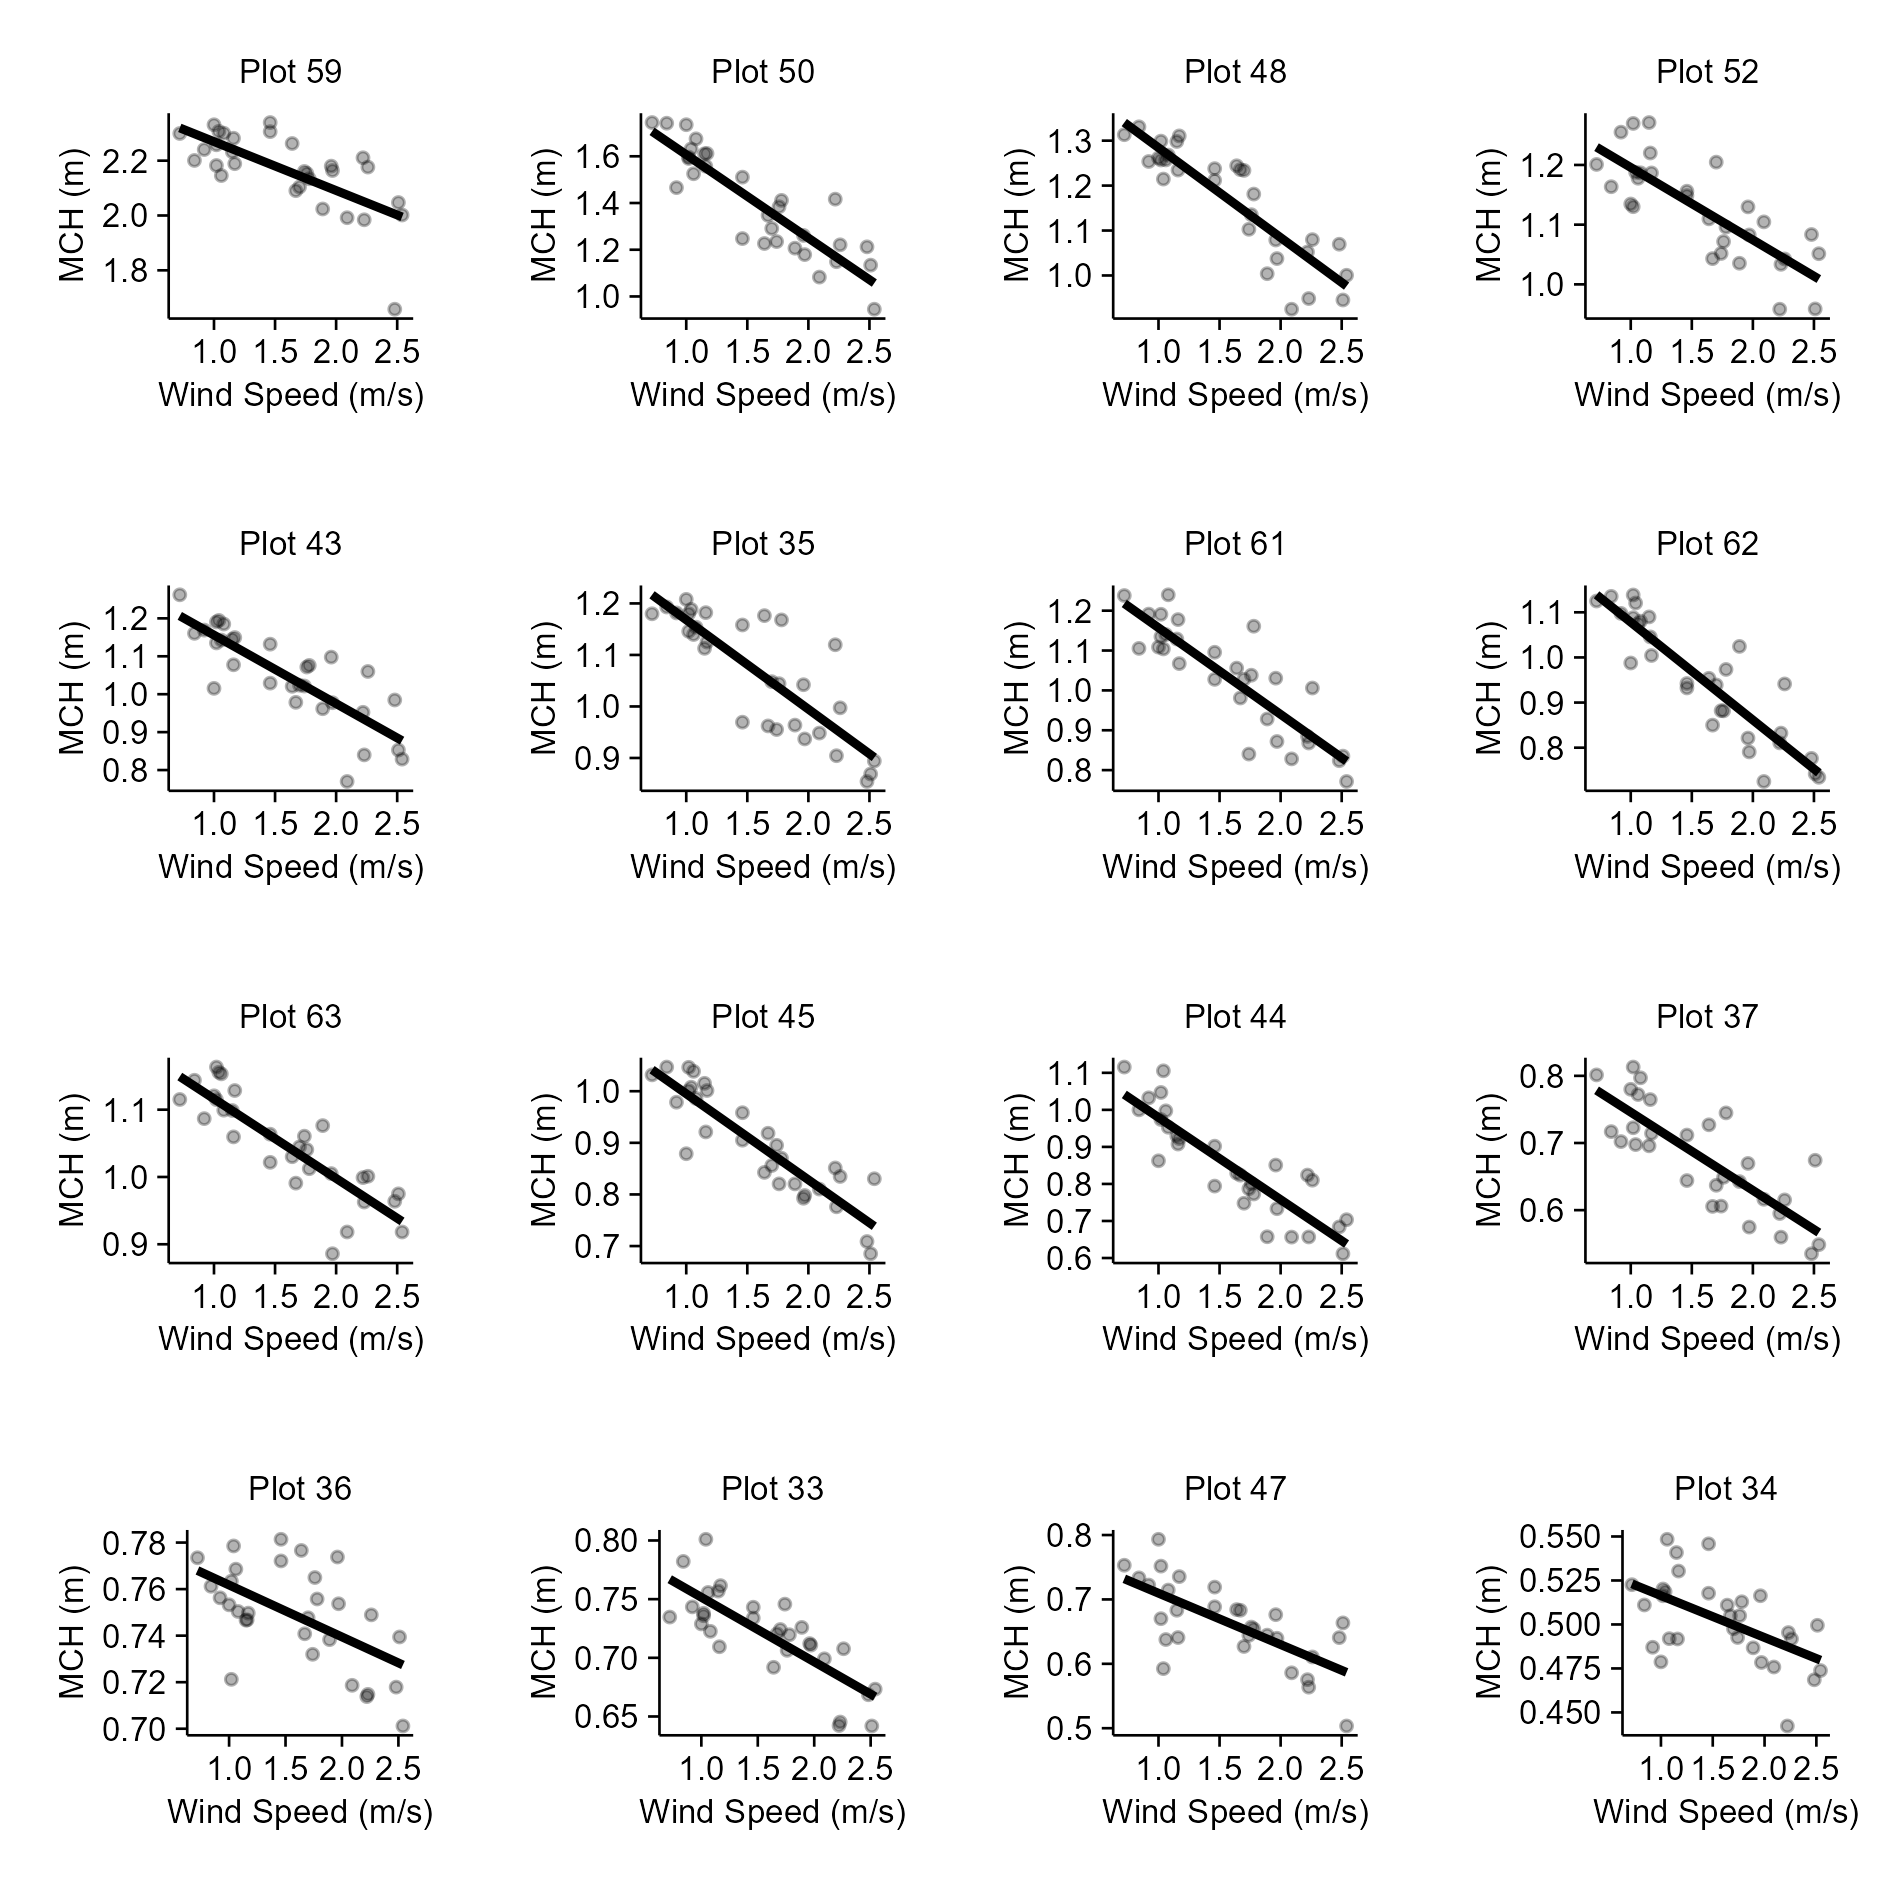 Plot 59
MCH (m)
2.2
2.0
1.8
1.0 1.5 2.0 2.5
Wind Speed (m/s)
Plot 50
MCH (m)
1.6
1.4
1.2
1.0
1.0 1.5 2.0 2.5
Wind Speed (m/s)
Plot 48
MCH (m)
1.3
1.2
1.1
1.0
1.0 1.5 2.0 2.5
Wind Speed (m/s)
Plot 52
MCH (m)
1.2
1.1
1.0
1.0 1.5 2.0 2.5
Wind Speed (m/s)
Plot 43
MCH (m)
1.2
1.1
1.0
0.9
0.8
1.0 1.5 2.0 2.5
Wind Speed (m/s)
Plot 35
MCH (m)
1.2
1.1
1.0
0.9
1.0 1.5 2.0 2.5
Wind Speed (m/s)
Plot 61
MCH (m)
1.2
1.1
1.0
0.9
0.8
1.0 1.5 2.0 2.5
Wind Speed (m/s)
Plot 62
MCH (m)
1.1
1.0
0.9
0.8
1.0 1.5 2.0 2.5
Wind Speed (m/s)
Plot 63
MCH (m)
1.1
1.0
0.9
1.0 1.5 2.0 2.5
Wind Speed (m/s)
Plot 45
MCH (m)
1.0
0.9
0.8
0.7
1.0 1.5 2.0 2.5
Wind Speed (m/s)
Plot 44
MCH (m)
1.1
1.0
0.9
0.8
0.7
0.6
1.0 1.5 2.0 2.5
Wind Speed (m/s)
Plot 37
MCH (m)
0.8
0.7
0.6
1.0 1.5 2.0 2.5
Wind Speed (m/s)
Plot 36
MCH (m)
0.78
0.76
0.74
0.72
0.70
1.0 1.5 2.0 2.5
Wind Speed (m/s)
Plot 33
MCH (m)
0.80
0.75
0.70
0.65
1.0 1.5 2.0 2.5
Wind Speed (m/s)
Plot 47
MCH (m)
0.8
0.7
0.6
0.5
1.0 1.5 2.0 2.5
Wind Speed (m/s)
Plot 34
MCH (m)
0.550
0.525
0.500
0.475
0.450
1.0 1.5 2.0 2.5
Wind Speed (m/s)